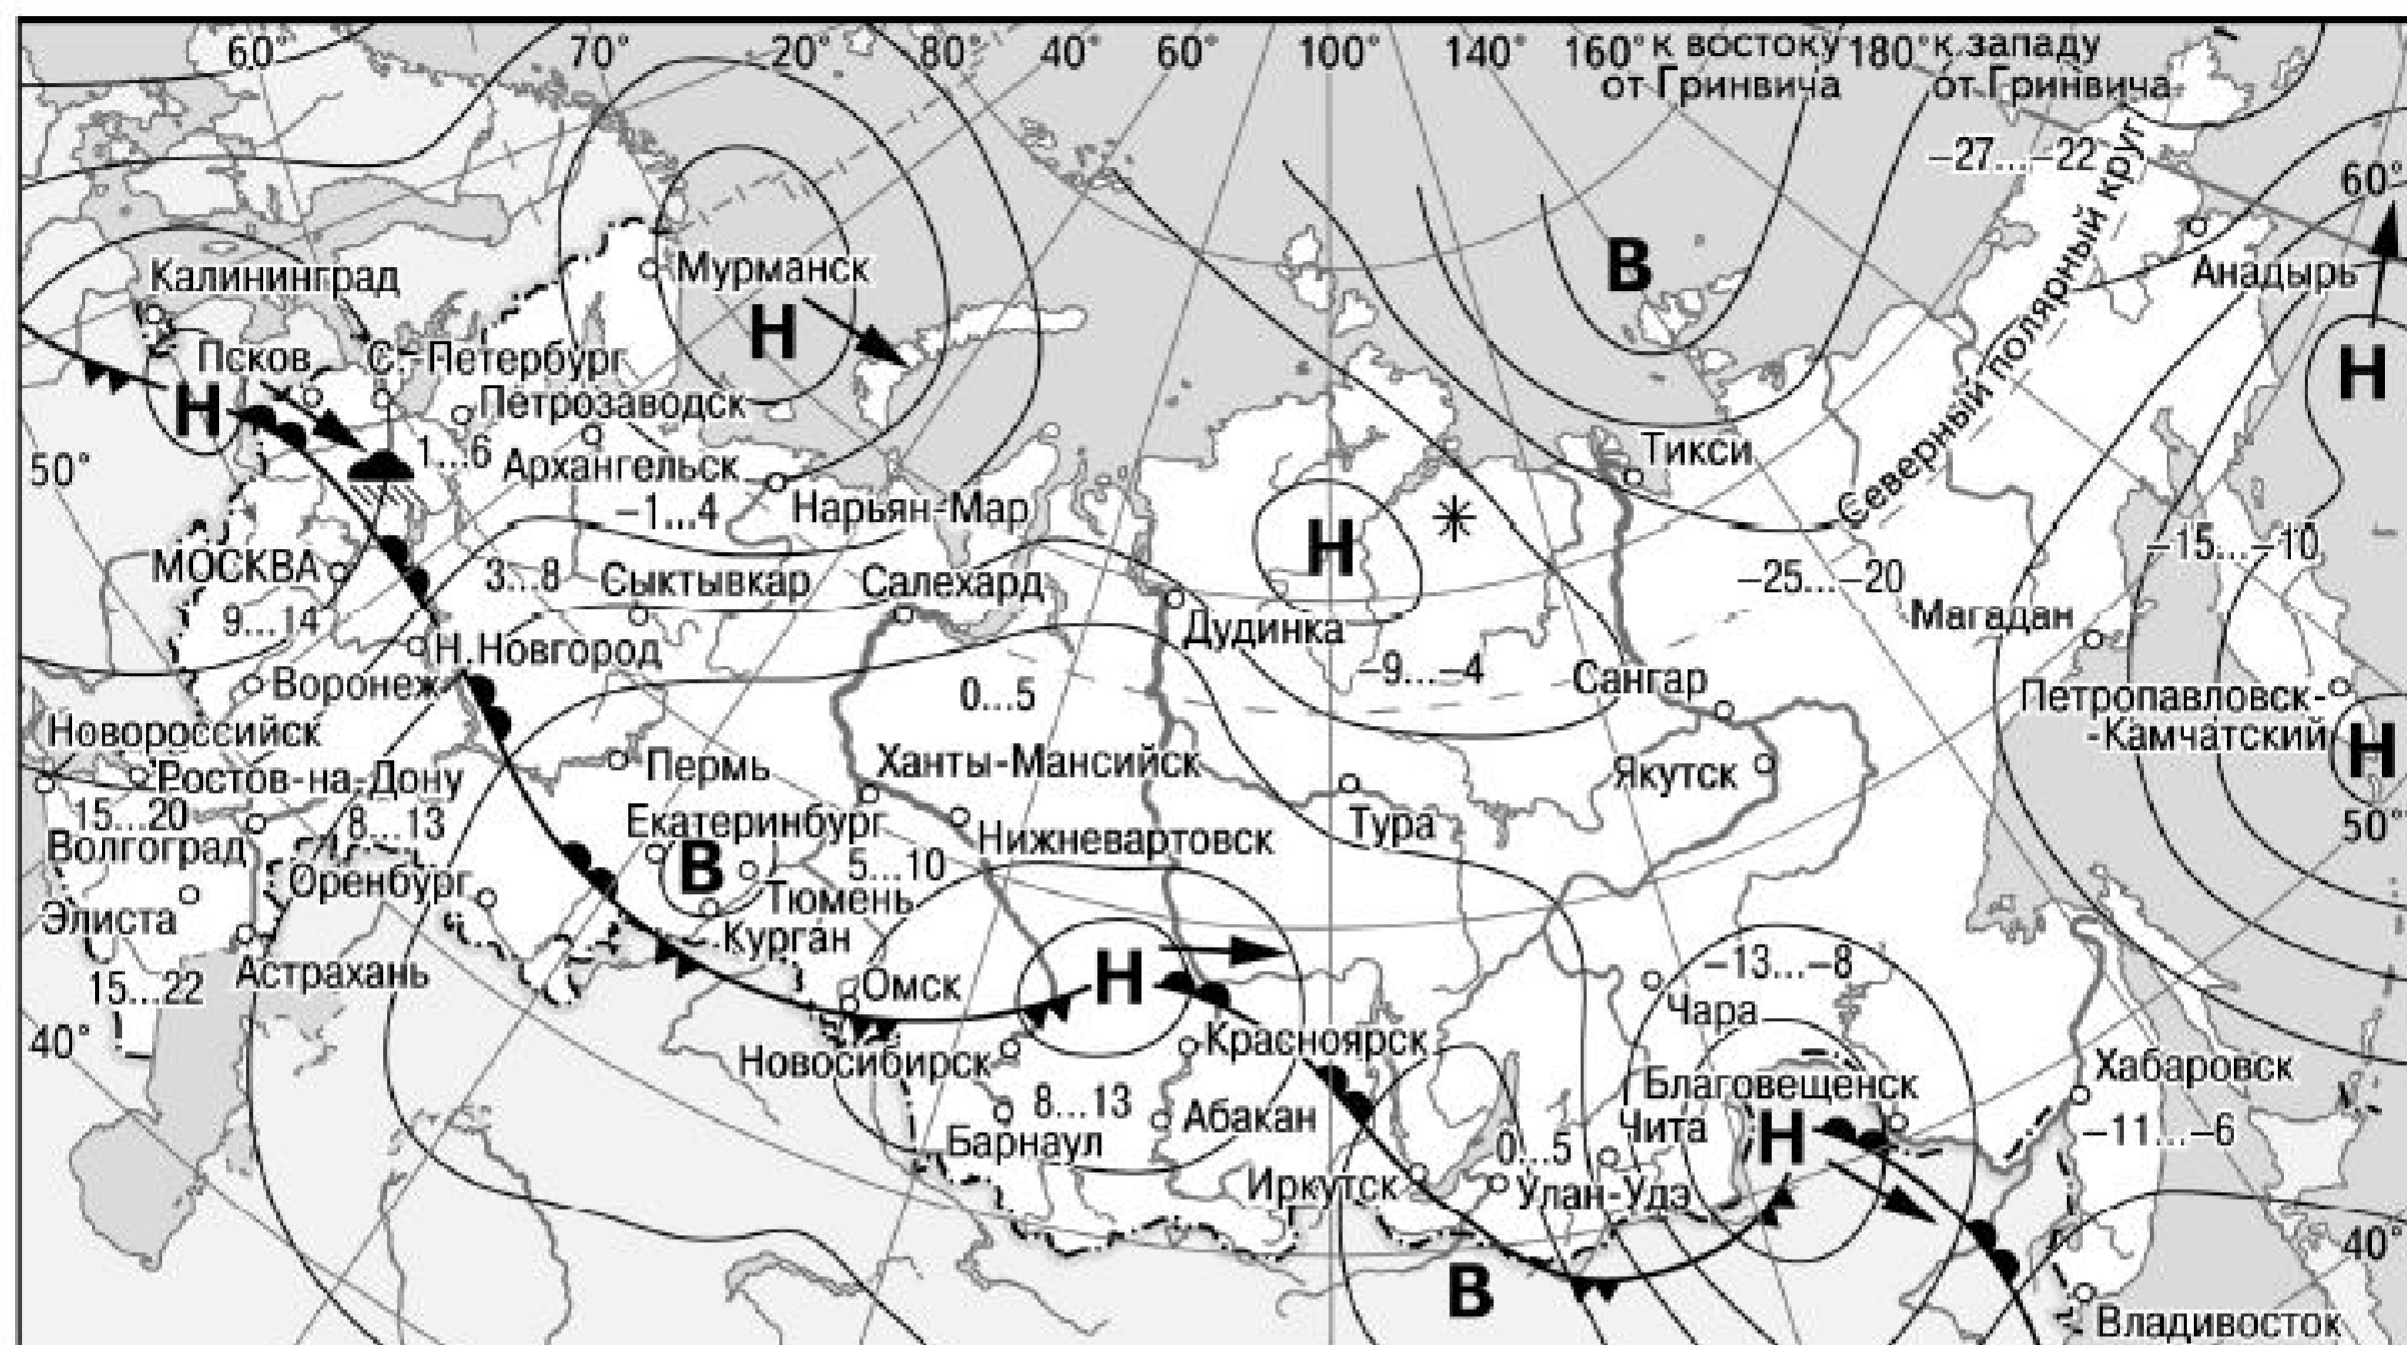 60° 70° 20° 80° 40° 60° 100° 140° 160° к востоку 180° к западу
от Гринвича от Гринвича
−27...−22
60°
Северный полярный круг
В
Мурманск
Анадырь
Калининград
Н
Н
Псков С.-Петербург
Н
Петрозаводск
1...6
Архангельск
50°
Тикси
−1...4
Нарьян-Мар
Н
−15...−10
МОСКВА
3...8
Сыктывкар
Салехард
−25...−20
9...14
Дудинка
Магадан
Н.Новгород
−9...−4
Воронеж
0...5
Сангар
Петропавловск-
-Камчатский
Н
Новороссийск
Ростов-на-Дону
Пермь
Ханты-Мансийск
Якутск
15...20
8...13
Екатеринбург
Тура
50°
Волгоград
В
5...10
Нижневартовск
Оренбург
Тюмень
Элиста
Курган
−13...−8
Астрахань
15...22
Омск
Н
Чара
40°
Новосибирск
Красноярск
Хабаровск
Благовещенск
8...13
Абакан
Барнаул
0...5
Чита
Н
−11...−6
Иркутск
Улан-Удэ
40°
В
Владивосток